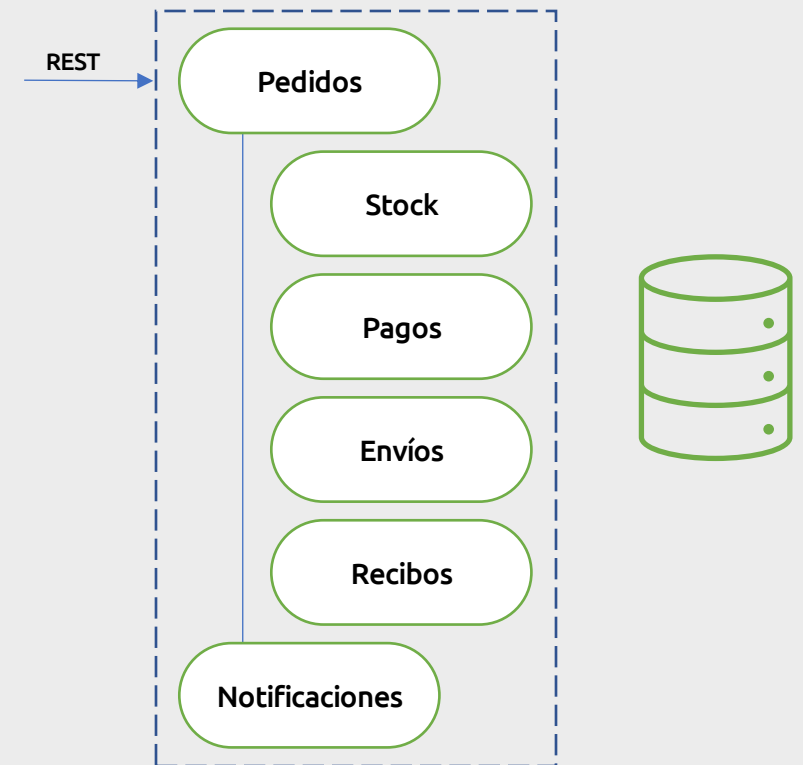 REST
Pedidos
Stock
Pagos
Envíos
Recibos
Notificaciones